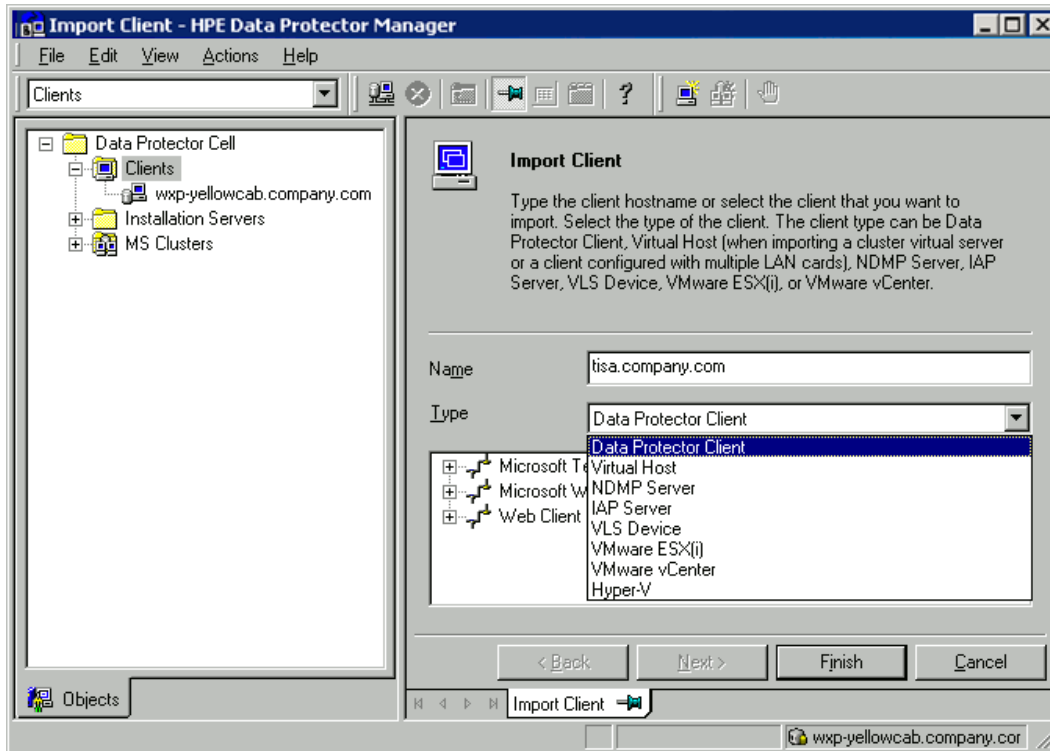 Import Client - HPE Data Protector Manager
File Edit View Actions Help
Clients
Data Protector Cell
Clients
wxp-yellowcab.company.com
Installation Servers
MS Clusters
Objects
Import Client
Type the client hostname or select the client that you want to
import. Select the type of the client. The client type can be Data
Protector Client, Virtual Host (when importing a cluster virtual server
or a client configured with multiple LAN cards), NDMP Server, IAP
Server, VLS Device, VMware ESX(i), or VMware vCenter.
Name tisa.company.com
Type Data Protector Client
Data Protector Client
Virtual Host
NDMP Server
IAP Server
VLS Device
VMware ESX(i)
VMware vCenter
Hyper-V
Microsoft Te
Microsoft W
Web Client
< Back Next > Finish Cancel
Import Client
wxp-yellowcab.company.cor